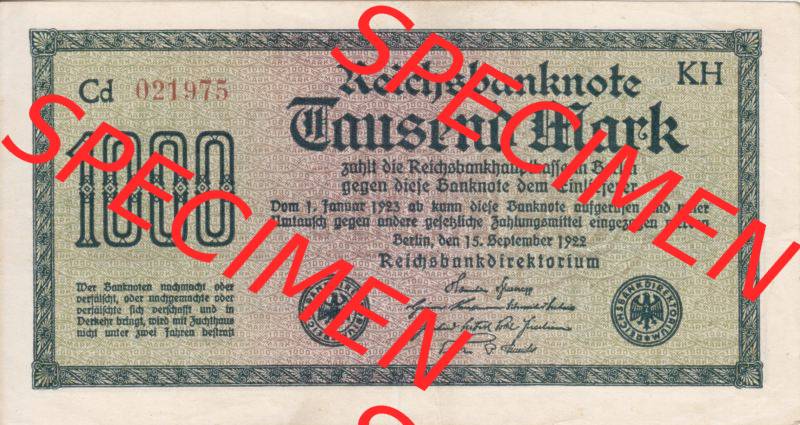 Cd 021975
KH
Reichsbanknote
Tausend Mark
1000
zahlt die Reichsbankhauptkasse in Berlin
gegen diese Banknote dem Einlieferer
Vom 1. Januar 1923 ab kann diese Banknote aufgerufen und unter
Umtausch gegen andere gesetzliche Zahlungsmittel eingezogen werden
Berlin, den 15. September 1922
Reichsbankdirektorium
Wer Banknoten nachmacht oder
verfälscht, oder nachgemachte oder
verfälschte sich verschafft und in
Verkehr bringt, wird mit Zuchthaus
nicht unter zwei Jahren bestraft
REICHSBANKDIREKTORIUM
REICHSBANKDIREKTORIUM
SPECIMEN
SPECIMEN